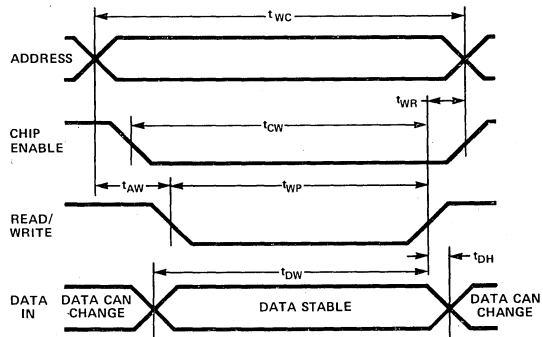 tWC
ADDRESS
tWR
CHIP
ENABLE
tCW
tAW
tWP
READ/
WRITE
tDH
tDW
DATA
IN
DATA CAN
CHANGE
DATA STABLE
DATA CAN
CHANGE